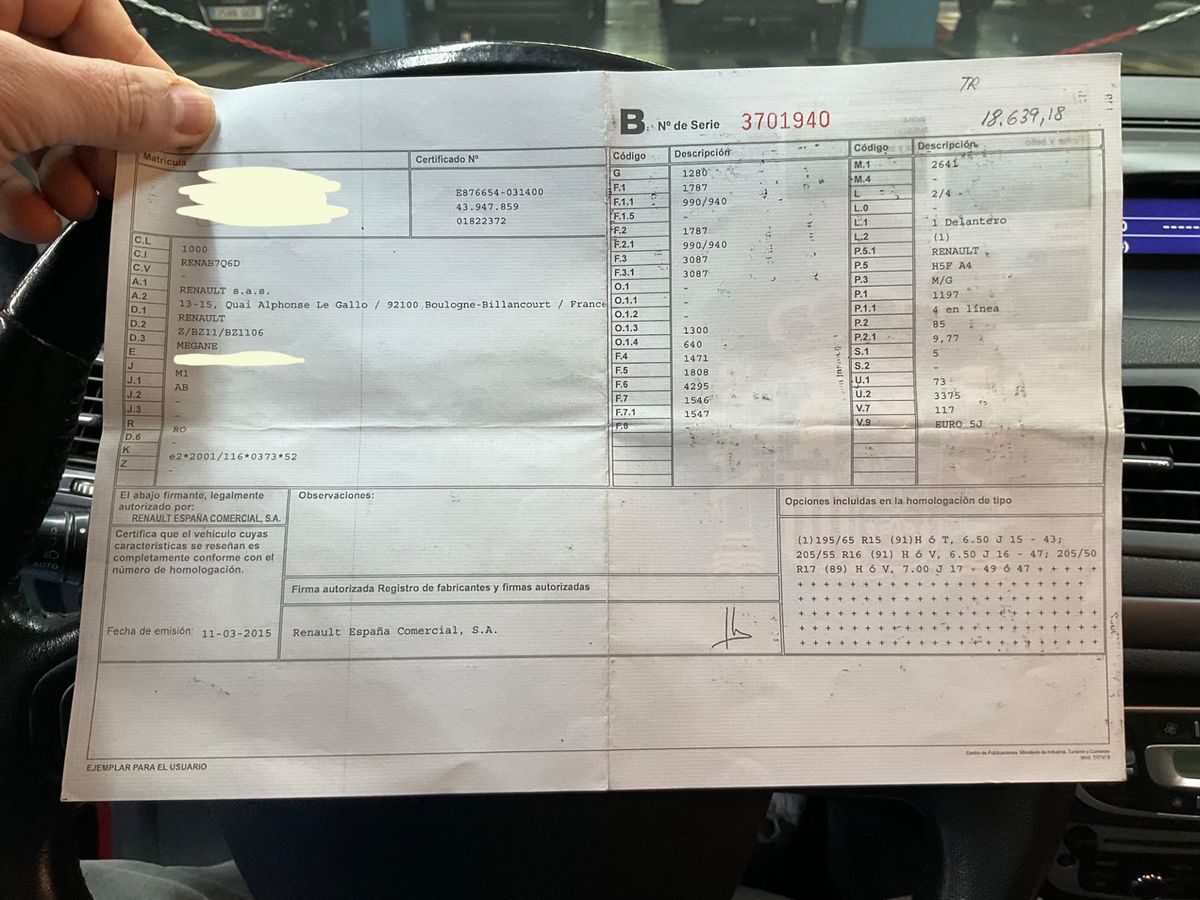 TR
18.639,18
B Nº de Serie 3701940
Matrícula
Certificado Nº
E876654-031400
43.947.859
01822372
C.L 1000
C.I RENAB7Q6D
C.V -
A.1 RENAULT s.a.s.
A.2 13-15, Quai Alphonse Le Gallo / 92100 Boulogne-Billancourt / France
D.1 RENAULT
D.2 Z/BZ11/BZ1106
D.3 MEGANE
E
J M1
J.1 AB
J.2 -
J.3 -
R RO
D.6 -
K e2*2001/116*0373*52
Z -
Código Descripción
G 1280
F.1 1787
F.1.1 990/940
F.1.5 -
F.2 1787
F.2.1 990/940
F.3 3087
F.3.1 3087
O.1 -
O.1.1 -
O.1.2 -
O.1.3 1300
O.1.4 640
F.4 1471
F.5 1808
F.6 4295
F.7 1546
F.7.1 1547
F.8 -
Código Descripción
M.1 2641
M.4 -
L 2/4
L.0 -
L.1 1 Delantero
L.2 (1)
P.5.1 RENAULT
P.5 H5F A4
P.3 M/G
P.1 1197
P.1.1 4 en línea
P.2 85
P.2.1 9,77
S.1 5
S.2 -
U.1 73
U.2 3375
V.7 117
V.9 EURO 5J
El abajo firmante, legalmente
autorizado por:
RENAULT ESPAÑA COMERCIAL, S.A.
Certifica que el vehículo cuyas
características se reseñan es
completamente conforme con el
número de homologación.
Fecha de emisión: 11-03-2015
Observaciones:
Firma autorizada Registro de fabricantes y firmas autorizadas
Renault España Comercial, S.A.
Opciones incluidas en la homologación de tipo
(1)195/65 R15 (91)H ó T, 6.50 J 15 - 43;
205/55 R16 (91) H ó V, 6.50 J 16 - 47; 205/50
R17 (89) H ó V, 7.00 J 17 - 49 ó 47 + + + + +
+ + + + + + + + + + + + + + + + + + + + +
+ + + + + + + + + + + + + + + + + + + + +
+ + + + + + + + + + + + + + + + + + + + +
+ + + + + + + + + + + + + + + + + + + + +
+ + + + + + + + + + + + + + + + + + + + +
EJEMPLAR PARA EL USUARIO
Centro de Publicaciones. Ministerio de Industria, Turismo y Comercio
AUTO